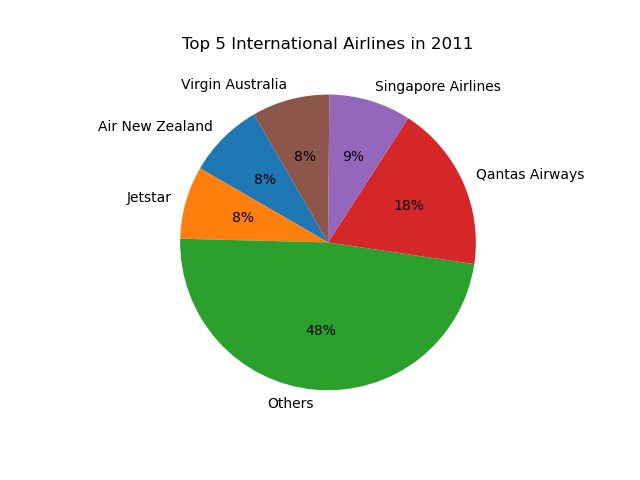 Top 5 International Airlines in 2011
Virgin Australia
Singapore Airlines
Air New Zealand
Qantas Airways
Jetstar
Others
8%
9%
8%
18%
8%
48%